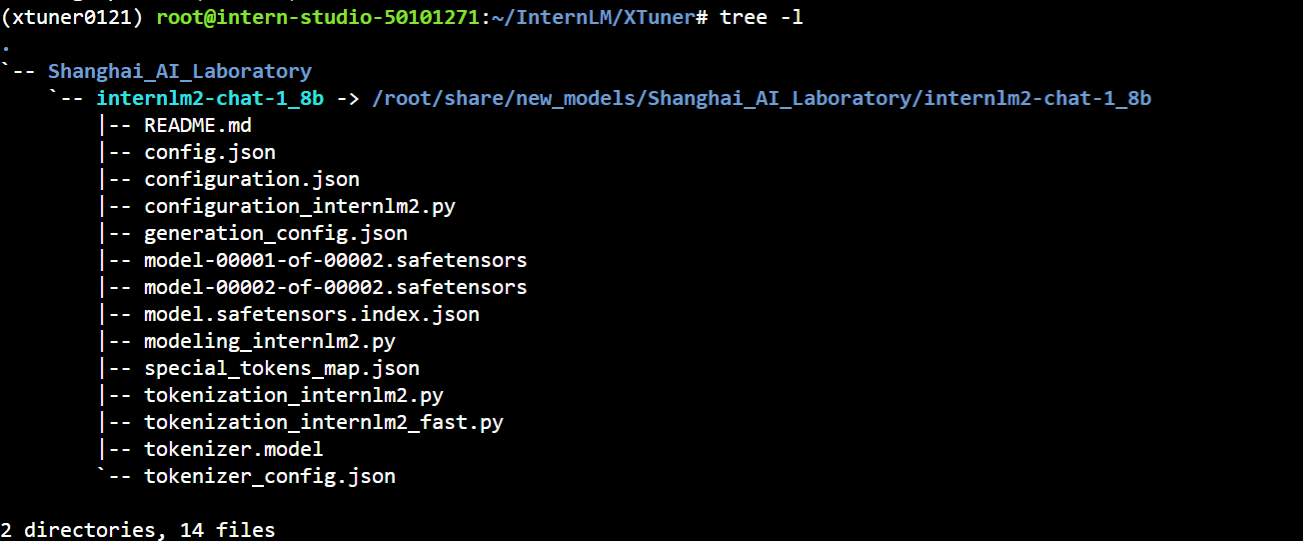 (xtuner0121) root@intern-studio-50101271:~/InternLM/XTuner# tree -l
.
`-- Shanghai_AI_Laboratory
    `-- internlm2-chat-1_8b -> /root/share/new_models/Shanghai_AI_Laboratory/internlm2-chat-1_8b
        |-- README.md
        |-- config.json
        |-- configuration.json
        |-- configuration_internlm2.py
        |-- generation_config.json
        |-- model-00001-of-00002.safetensors
        |-- model-00002-of-00002.safetensors
        |-- model.safetensors.index.json
        |-- modeling_internlm2.py
        |-- special_tokens_map.json
        |-- tokenization_internlm2.py
        |-- tokenization_internlm2_fast.py
        |-- tokenizer.model
        `-- tokenizer_config.json

2 directories, 14 files